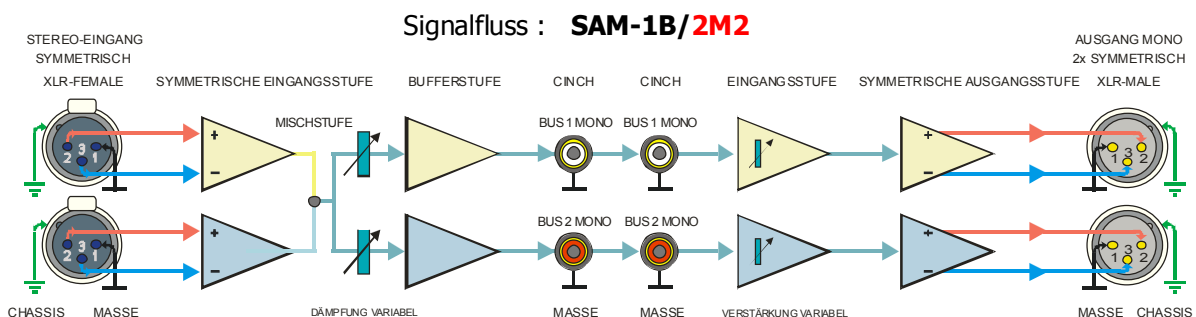 Signalfluss : SAM-1B/2M2
STEREO-EINGANG
SYMMETRISCH
XLR-FEMALE
SYMMETRISCHE EINGANGSSTUFE
BUFFERSTUFE
CINCH
CINCH
EINGANGSSTUFE
SYMMETRISCHE AUSGANGSSTUFE
AUSGANG MONO
2x SYMMETRISCH
XLR-MALE
MISCHSTUFE
BUS 1 MONO
BUS 1 MONO
2 3 1
+
−
+
−
1 3 2
BUS 2 MONO
BUS 2 MONO
2 3 1
+
−
+
−
1 3 2
CHASSIS
MASSE
DÄMPFUNG VARIABEL
MASSE
MASSE
VERSTÄRKUNG VARIABEL
MASSE
CHASSIS